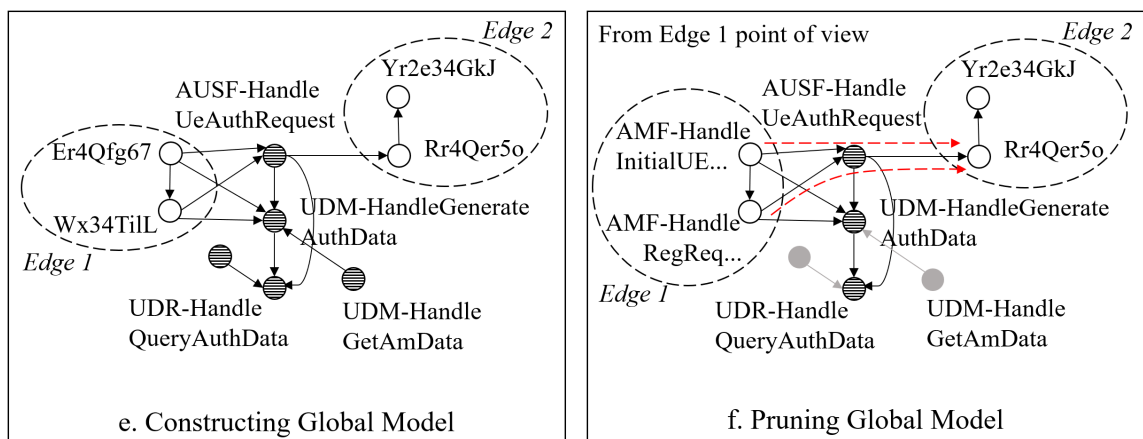 Edge 2
Yr2e34GkJ
AUSF-Handle
UeAuthRequest
Er4Qfg67
Rr4Qer5o
Wx34TilL
UDM-HandleGenerate
AuthData
Edge 1
UDR-Handle
QueryAuthData
UDM-Handle
GetAmData
e. Constructing Global Model
From Edge 1 point of view
Edge 2
Yr2e34GkJ
AUSF-Handle
UeAuthRequest
AMF-Handle
InitialUE...
Rr4Qer5o
AMF-Handle
RegReq...
UDM-HandleGenerate
AuthData
Edge 1
UDR-Handle
QueryAuthData
UDM-Handle
GetAmData
f. Pruning Global Model